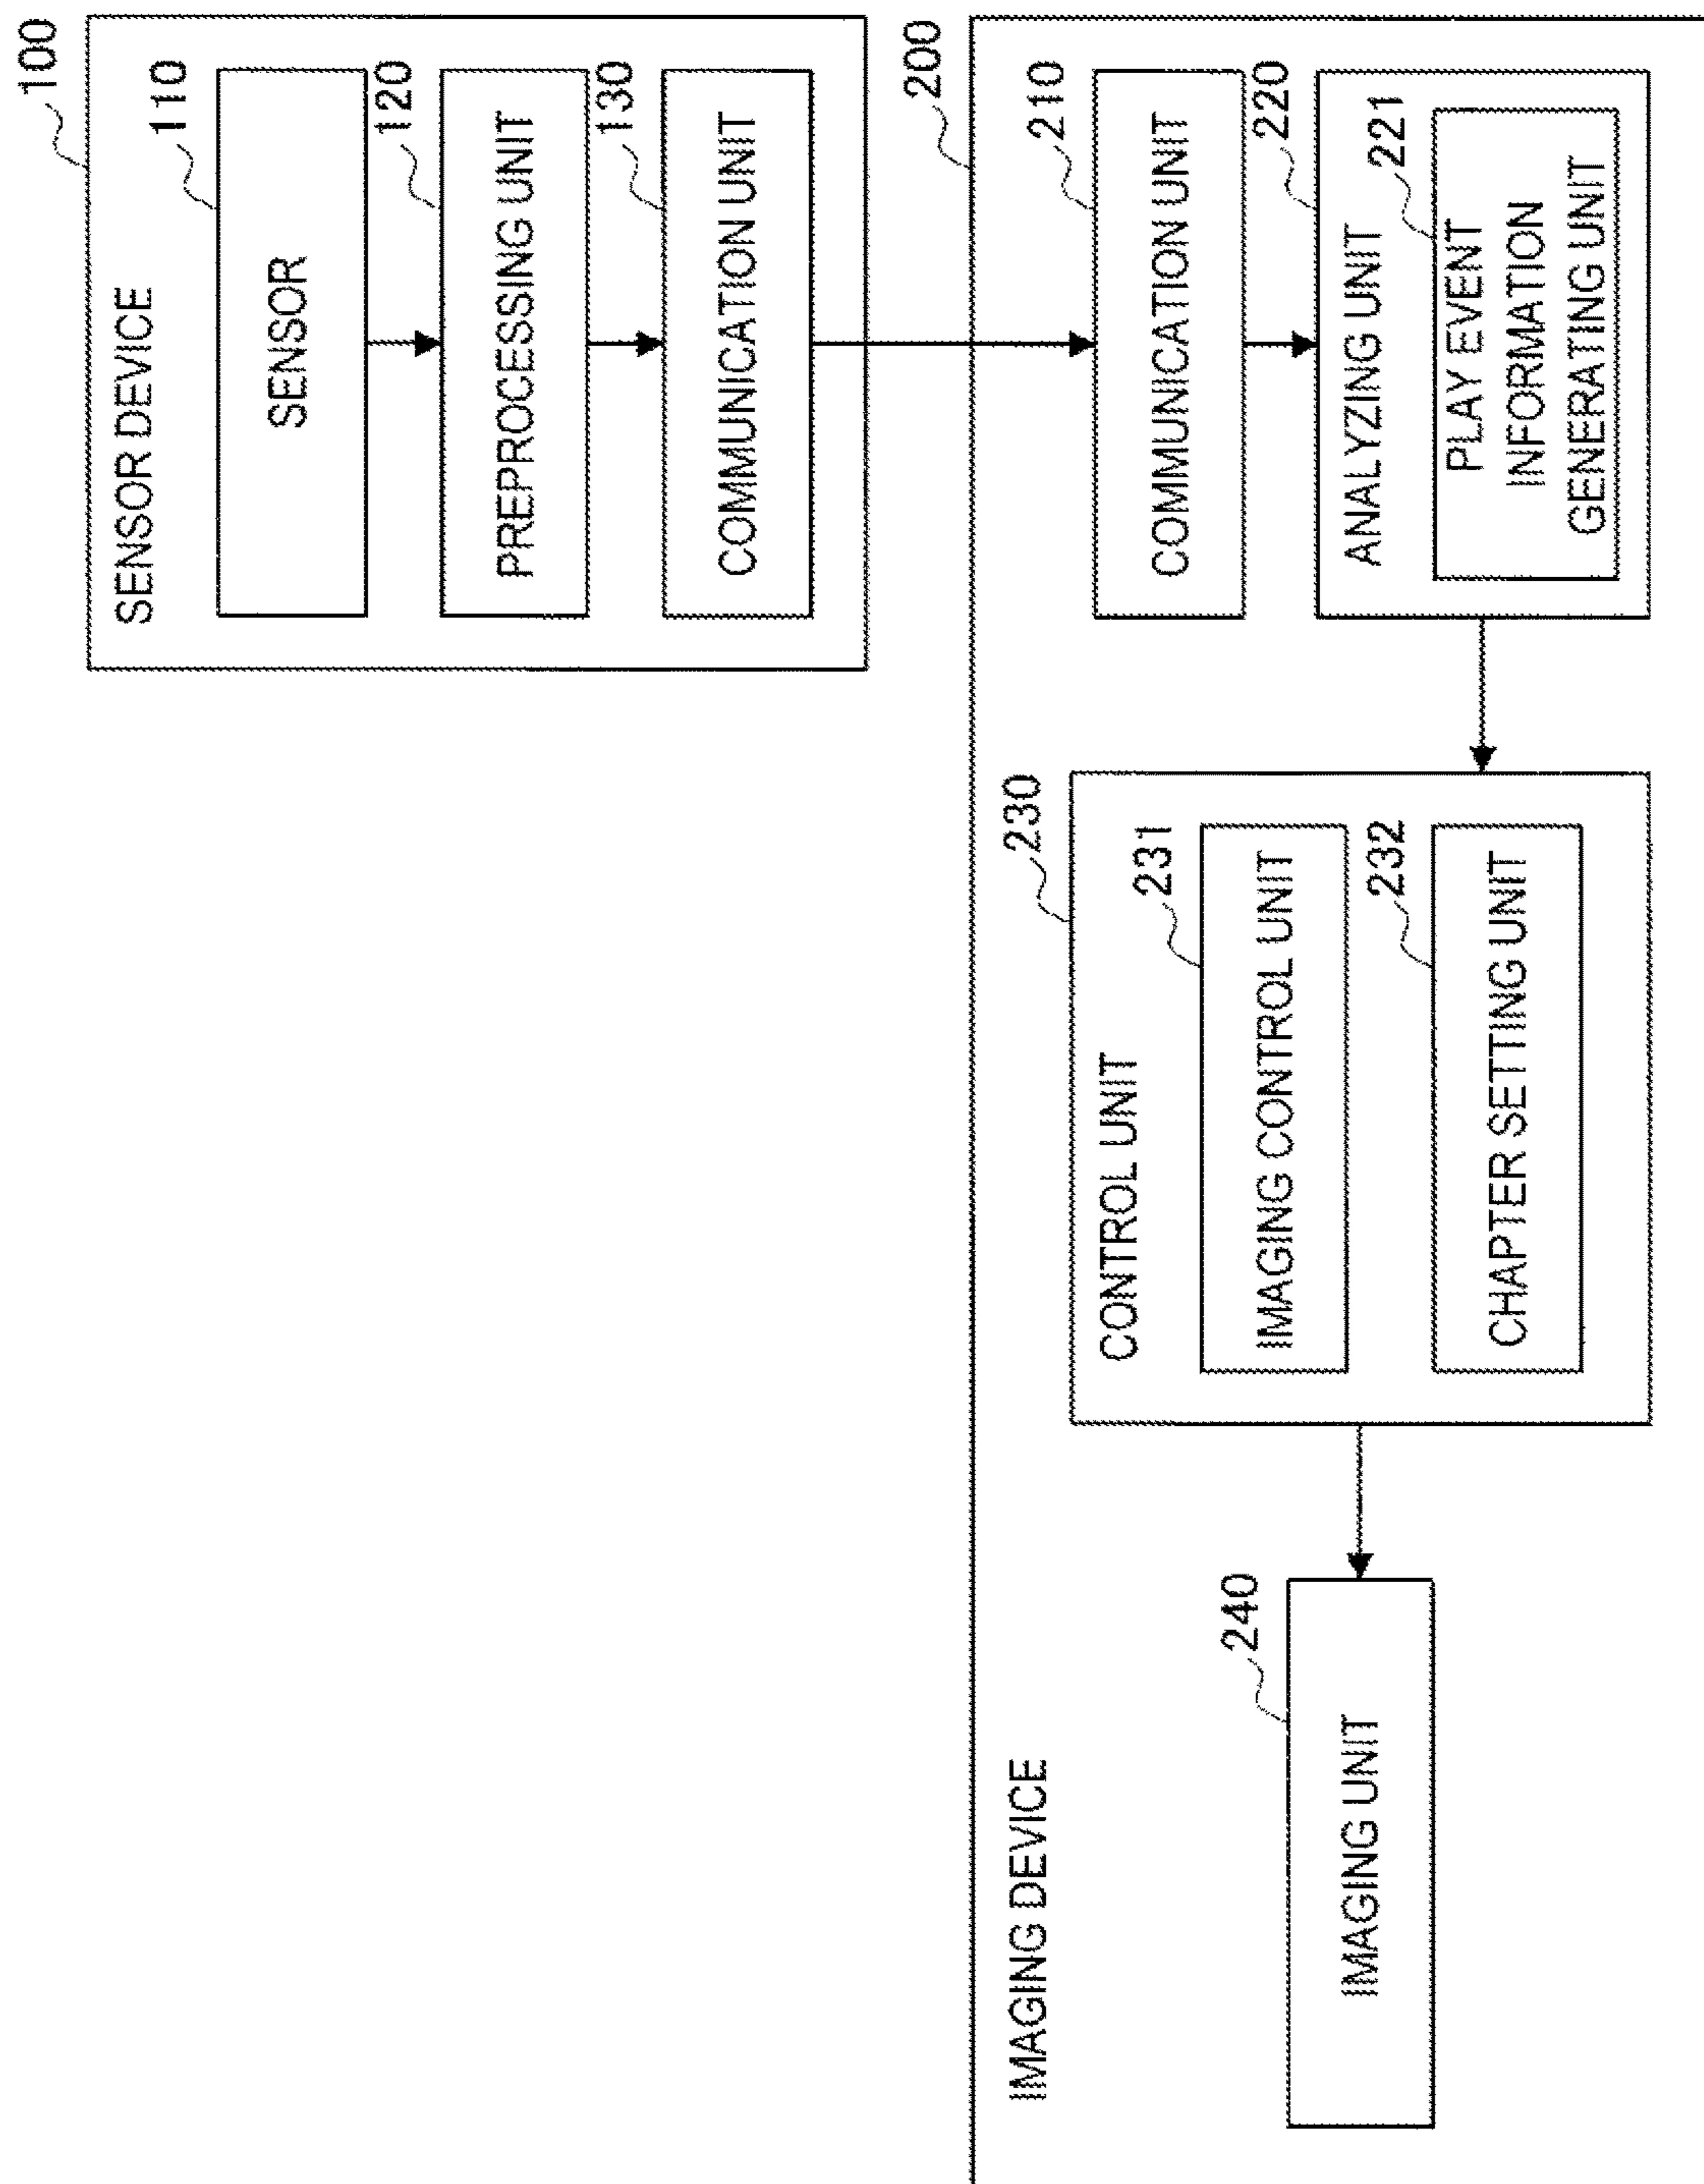 100
SENSOR DEVICE
110
SENSOR
120
PREPROCESSING UNIT
130
COMMUNICATION UNIT
200
IMAGING DEVICE
210
COMMUNICATION UNIT
220
ANALYZING UNIT
221
PLAY EVENT
INFORMATION
GENERATING UNIT
230
CONTROL UNIT
231
IMAGING CONTROL UNIT
232
CHAPTER SETTING UNIT
240
IMAGING UNIT